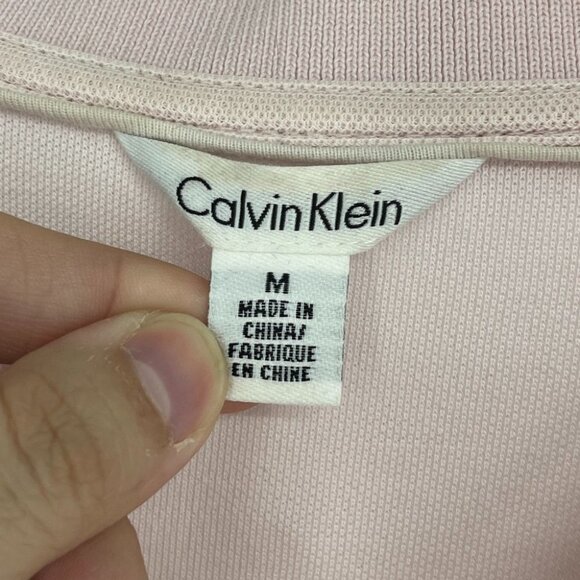 Calvin Klein
M
MADE IN
CHINA/
FABRIQUE
EN CHINE